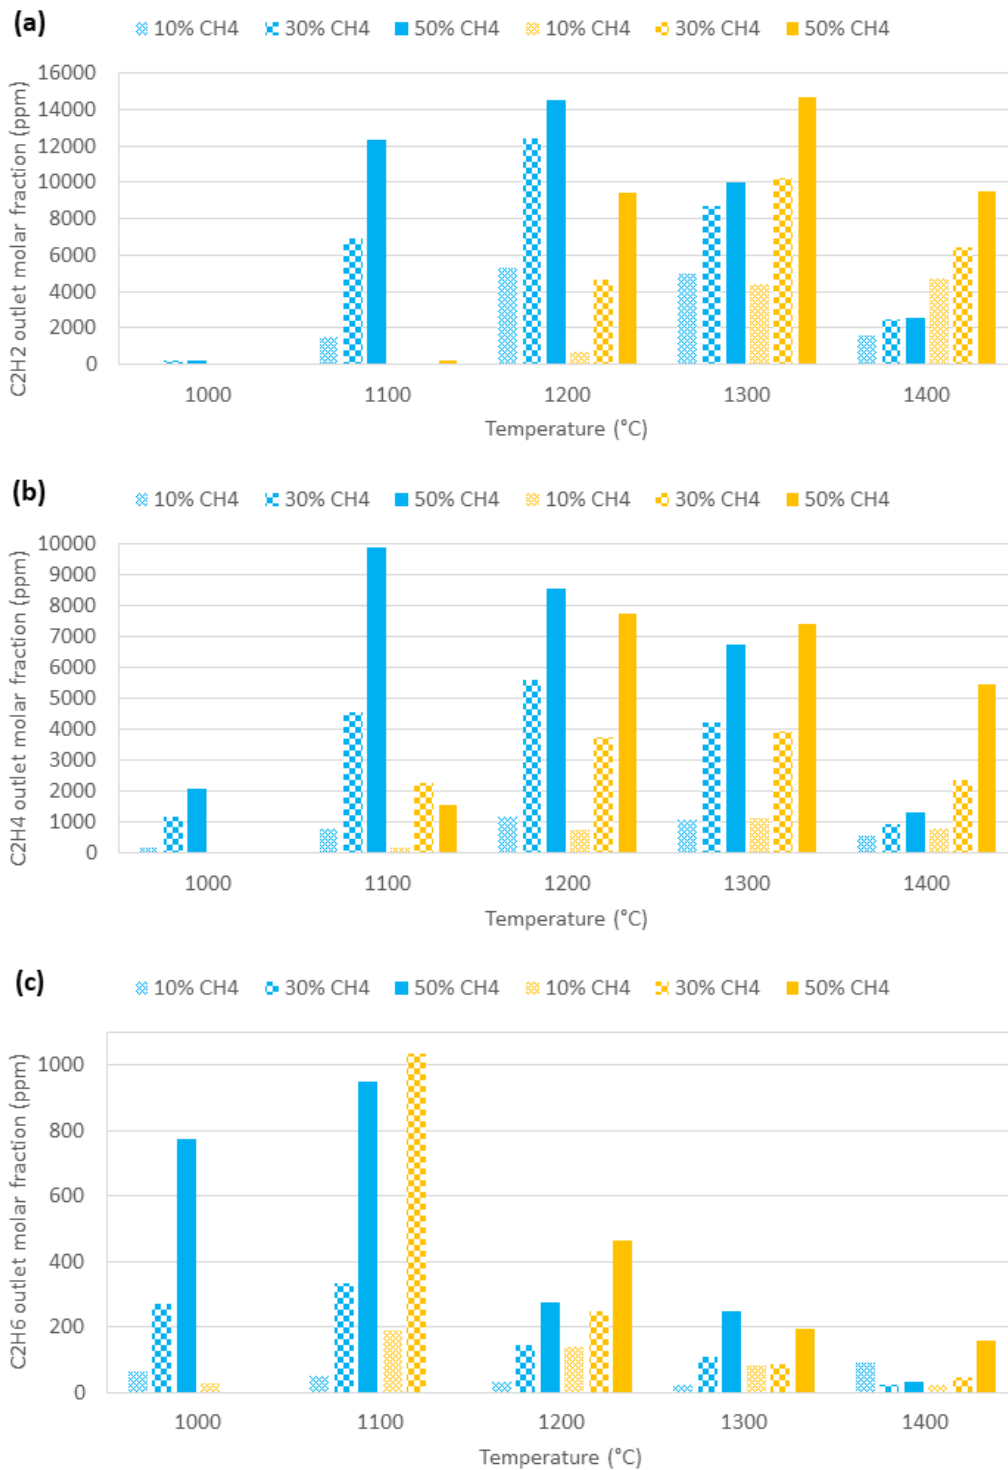 (a)
10% CH4 30% CH4 50% CH4 10% CH4 30% CH4 50% CH4
C2H2 outlet molar fraction (ppm)
16000
14000
12000
10000
8000
6000
4000
2000
0
1000 1100 1200 1300 1400
Temperature (°C)
(b)
10% CH4 30% CH4 50% CH4 10% CH4 30% CH4 50% CH4
C2H4 outlet molar fraction (ppm)
10000
9000
8000
7000
6000
5000
4000
3000
2000
1000
0
1000 1100 1200 1300 1400
Temperature (°C)
(c)
10% CH4 30% CH4 50% CH4 10% CH4 30% CH4 50% CH4
C2H6 outlet molar fraction (ppm)
1000
800
600
400
200
0
1000 1100 1200 1300 1400
Temperature (°C)